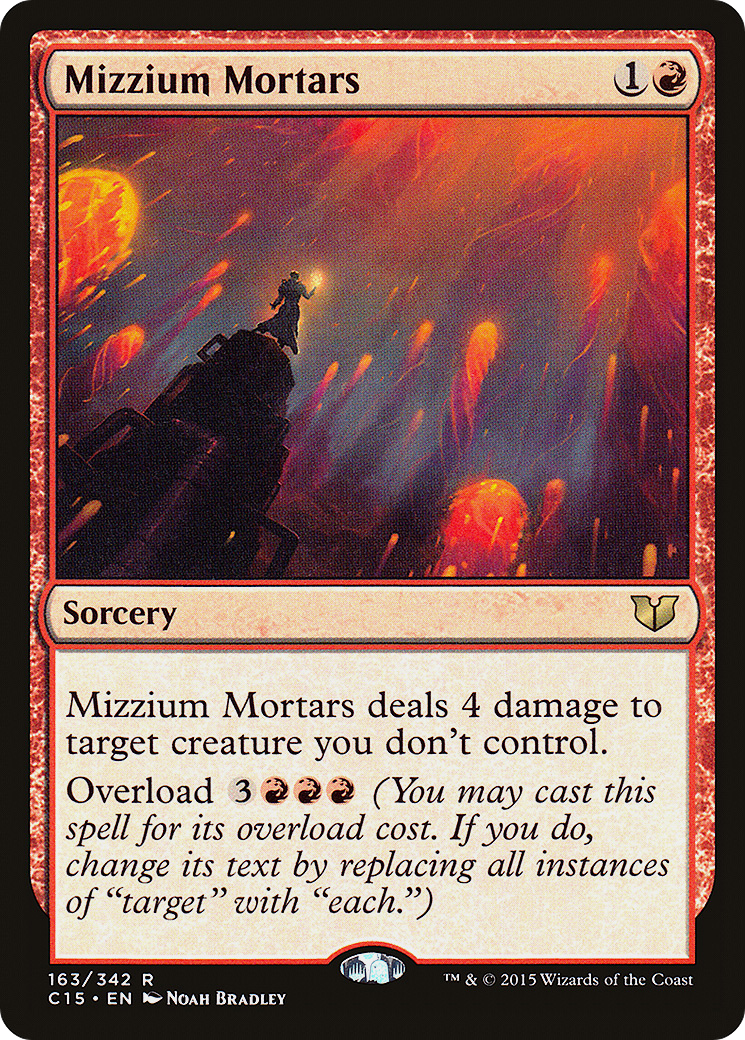 Mizzium Mortars 1
Sorcery
Mizzium Mortars deals 4 damage to
target creature you don't control.
Overload 3 (You may cast this
spell for its overload cost. If you do,
change its text by replacing all instances
of “target” with “each.”)
163/342 R
™ & © 2015 Wizards of the Coast
C15 • EN Noah Bradley